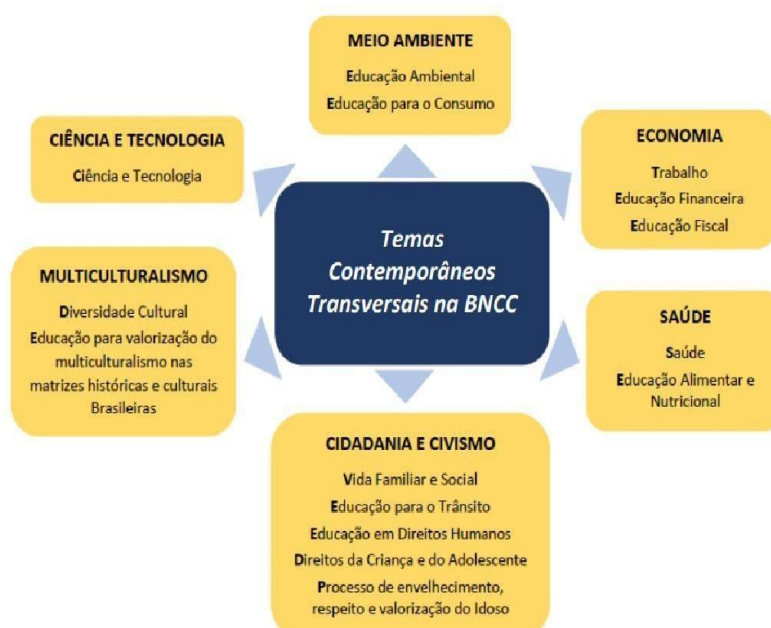 MEIO AMBIENTE
Educação Ambiental
Educação para o Consumo
CIÊNCIA E TECNOLOGIA
Ciência e Tecnologia
ECONOMIA
Trabalho
Educação Financeira
Educação Fiscal
Temas
Contemporâneos
Transversais na BNCC
MULTICULTURALISMO
Diversidade Cultural
Educação para valorização do
multiculturalismo nas
matrizes históricas e culturais
Brasileiras
SAÚDE
Saúde
Educação Alimentar e
Nutricional
CIDADANIA E CIVISMO
Vida Familiar e Social
Educação para o Trânsito
Educação em Direitos Humanos
Direitos da Criança e do Adolescente
Processo de envelhecimento,
respeito e valorização do Idoso